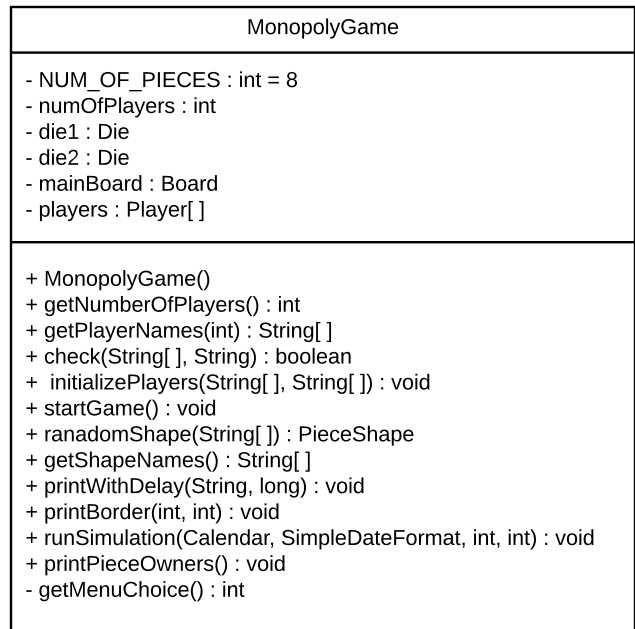 MonopolyGame
- NUM_OF_PIECES : int = 8
- numOfPlayers : int
- die1 : Die
- die2 : Die
- mainBoard : Board
- players : Player[ ]
+ MonopolyGame()
+ getNumberOfPlayers() : int
+ getPlayerNames(int) : String[ ]
+ check(String[ ], String) : boolean
+  initializePlayers(String[ ], String[ ]) : void
+ startGame() : void
+ ranadomShape(String[ ]) : PieceShape
+ getShapeNames() : String[ ]
+ printWithDelay(String, long) : void
+ printBorder(int, int) : void
+ runSimulation(Calendar, SimpleDateFormat, int, int) : void
+ printPieceOwners() : void
- getMenuChoice() : int